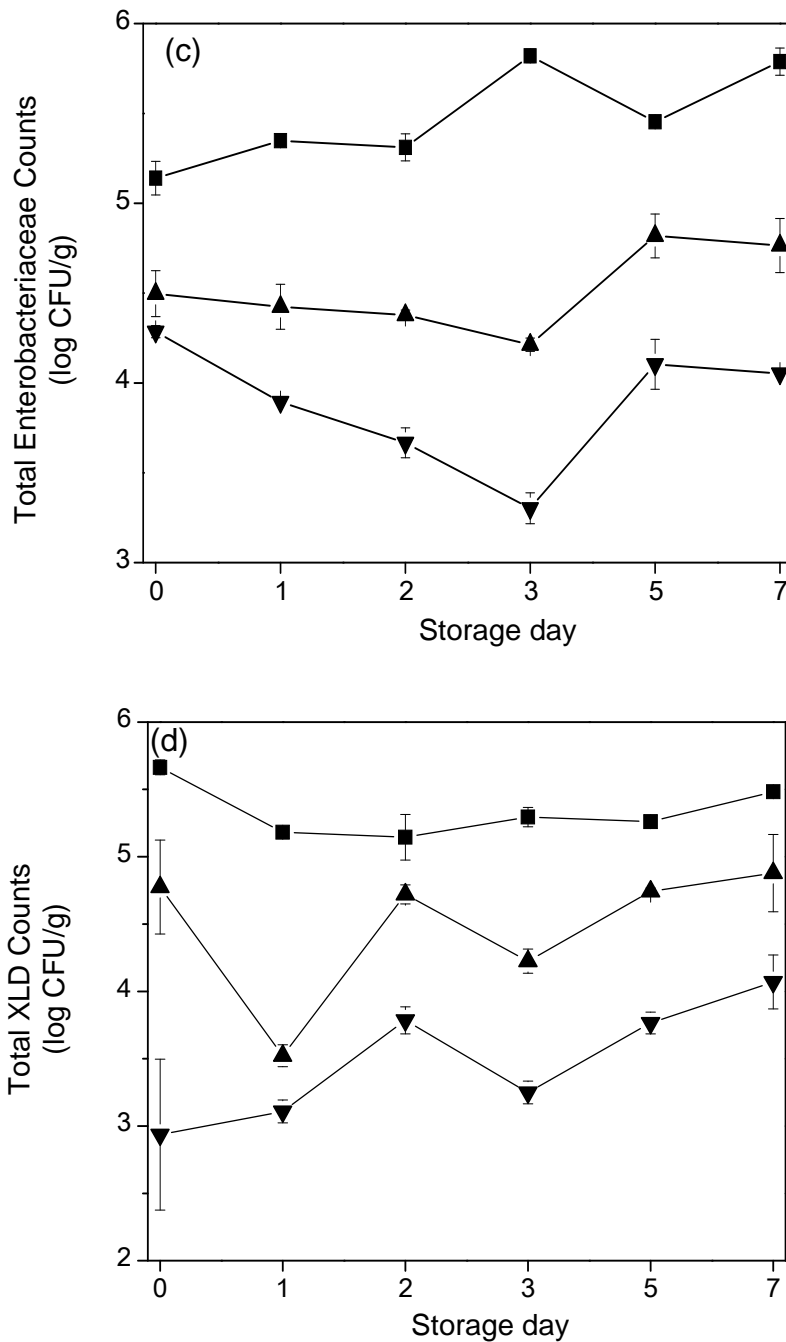 (c)
6
5
4
3
Total Enterobacteriaceae Counts
(log CFU/g)
0 1 2 3 5 7
Storage day
(d)
6
5
4
3
2
Total XLD Counts
(log CFU/g)
0 1 2 3 5 7
Storage day